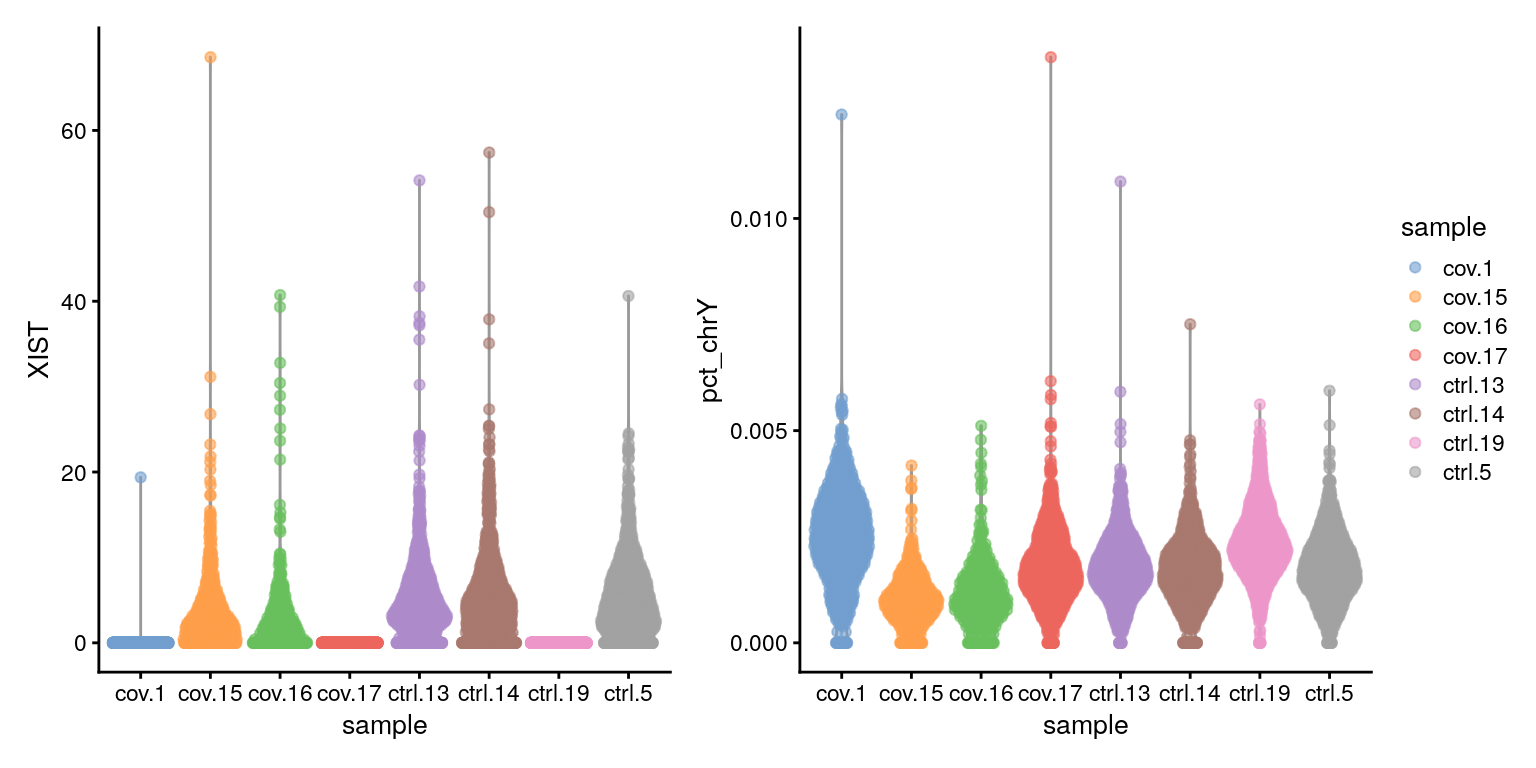 XIST
60
40
20
0
cov.1 cov.15 cov.16 cov.17 ctrl.13 ctrl.14 ctrl.19 ctrl.5
sample
pct_chrY
0.010
0.005
0.000
cov.1 cov.15 cov.16 cov.17 ctrl.13 ctrl.14 ctrl.19 ctrl.5
sample
sample
cov.1
cov.15
cov.16
cov.17
ctrl.13
ctrl.14
ctrl.19
ctrl.5